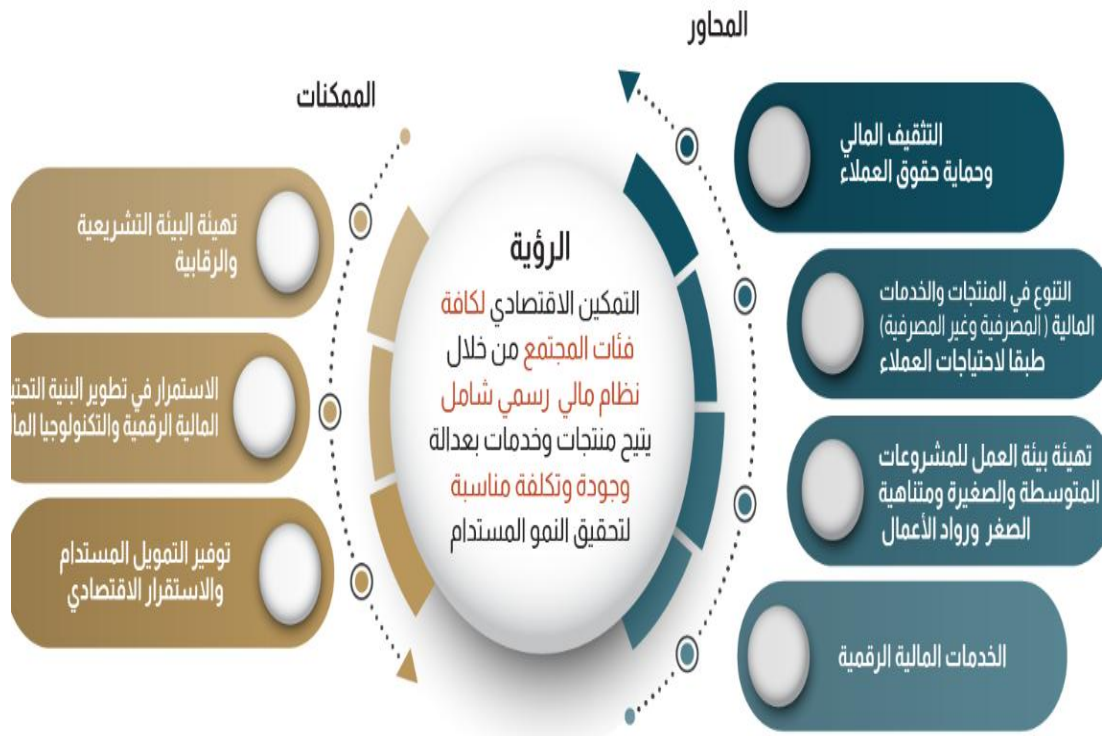 المحاور
التثقيف المالي
وحماية حقوق العملاء
التنوع في المنتجات والخدمات
المالية ( المصرفية وغير المصرفية)
طبقا لاحتياجات العملاء
تهيئة بيئة العمل للمشروعات
المتوسطة والصغيرة ومتناهية
الصغر ورواد الأعمال
الخدمات المالية الرقمية
الرؤية
التمكين الاقتصادي لكافة
فئات المجتمع من خلال
نظام مالي رسمي شامل
يتيح منتجات وخدمات بعدالة
وجودة وتكلفة مناسبة
لتحقيق النمو المستدام
الممكنات
تهيئة البيئة التشريعية
والرقابية
الاستمرار في تطوير البنية
المالية الرقمية والتكنولوجيا
توفير التمويل المستدام
والاستقرار الاقتصادي